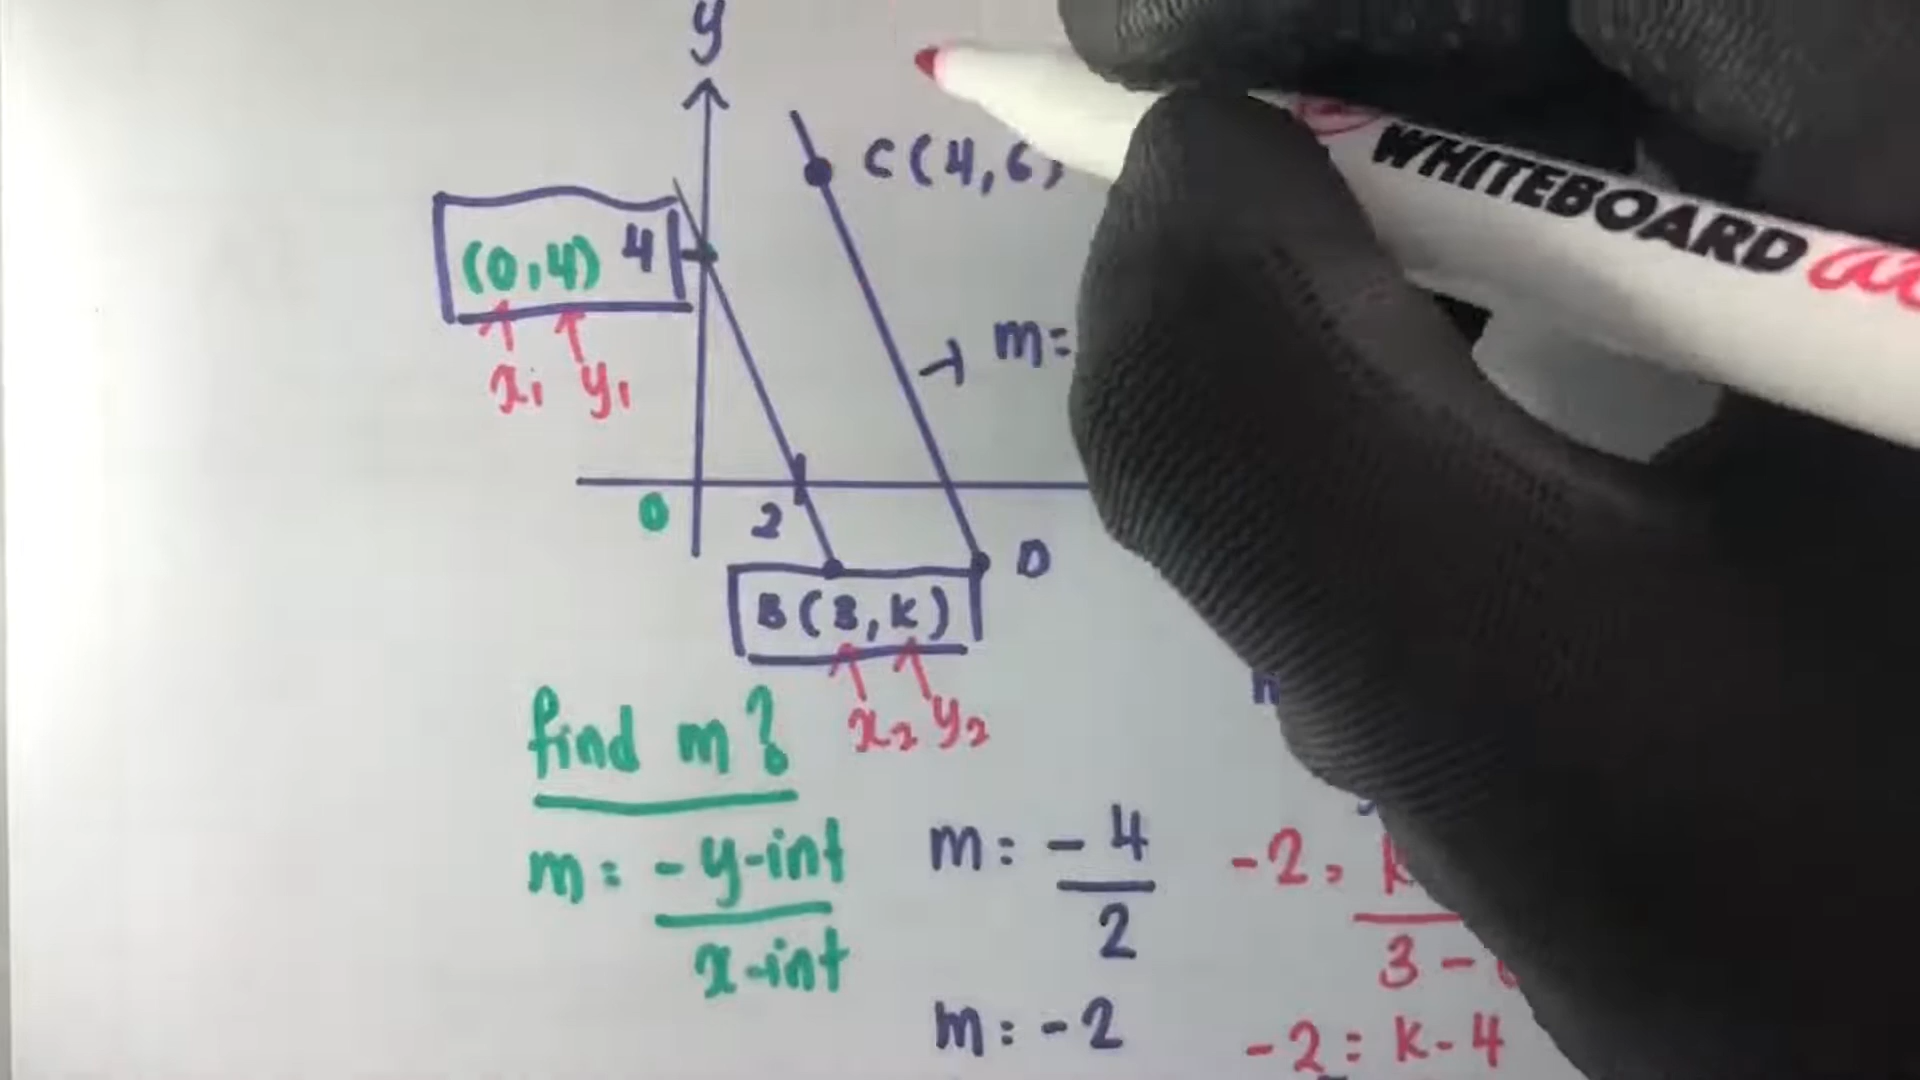 y
C(4,6)
WHITEBOARD
(0,4) 4
m=
x₁ y₁
0
2
D
B(3,K)
x₂ y₂
find m?
m = -y-int
x-int
m = -4
2
m = -2
-2 = K
3 -
-2 = K-4